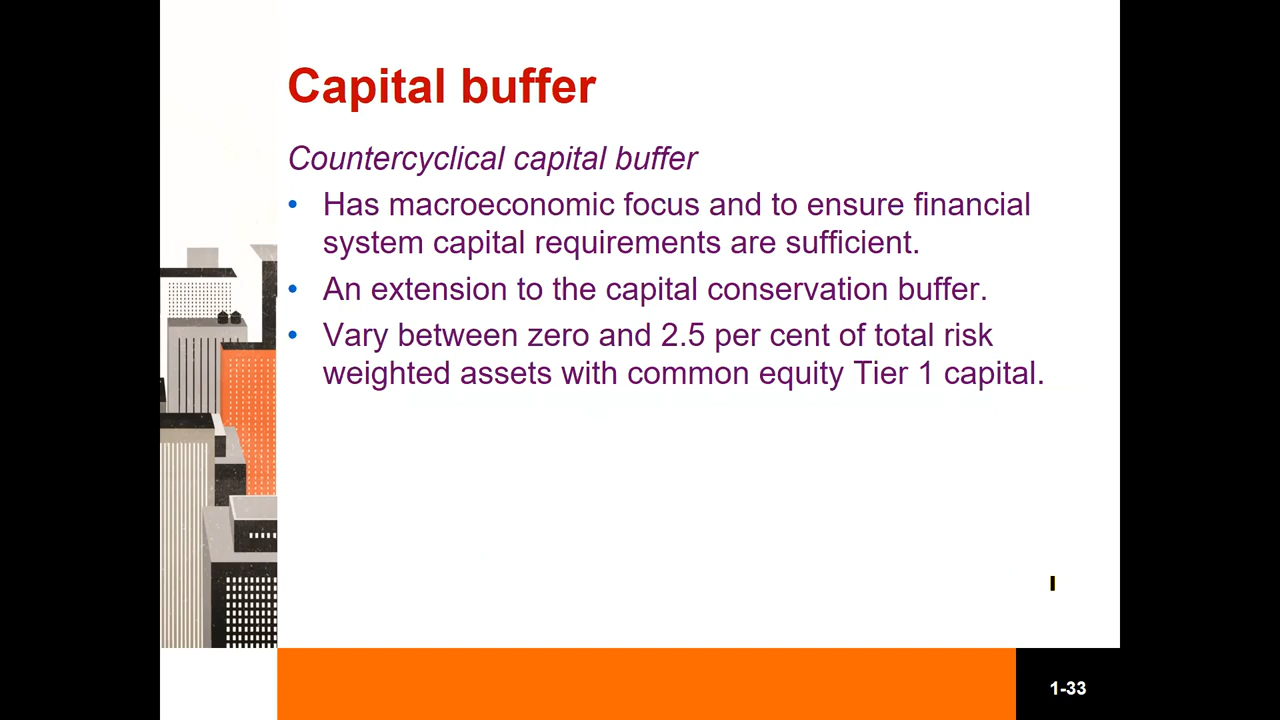 Capital buffer
Countercyclical capital buffer
• Has macroeconomic focus and to ensure financial
system capital requirements are sufficient.
• An extension to the capital conservation buffer.
• Vary between zero and 2.5 per cent of total risk
weighted assets with common equity Tier 1 capital.
1-33